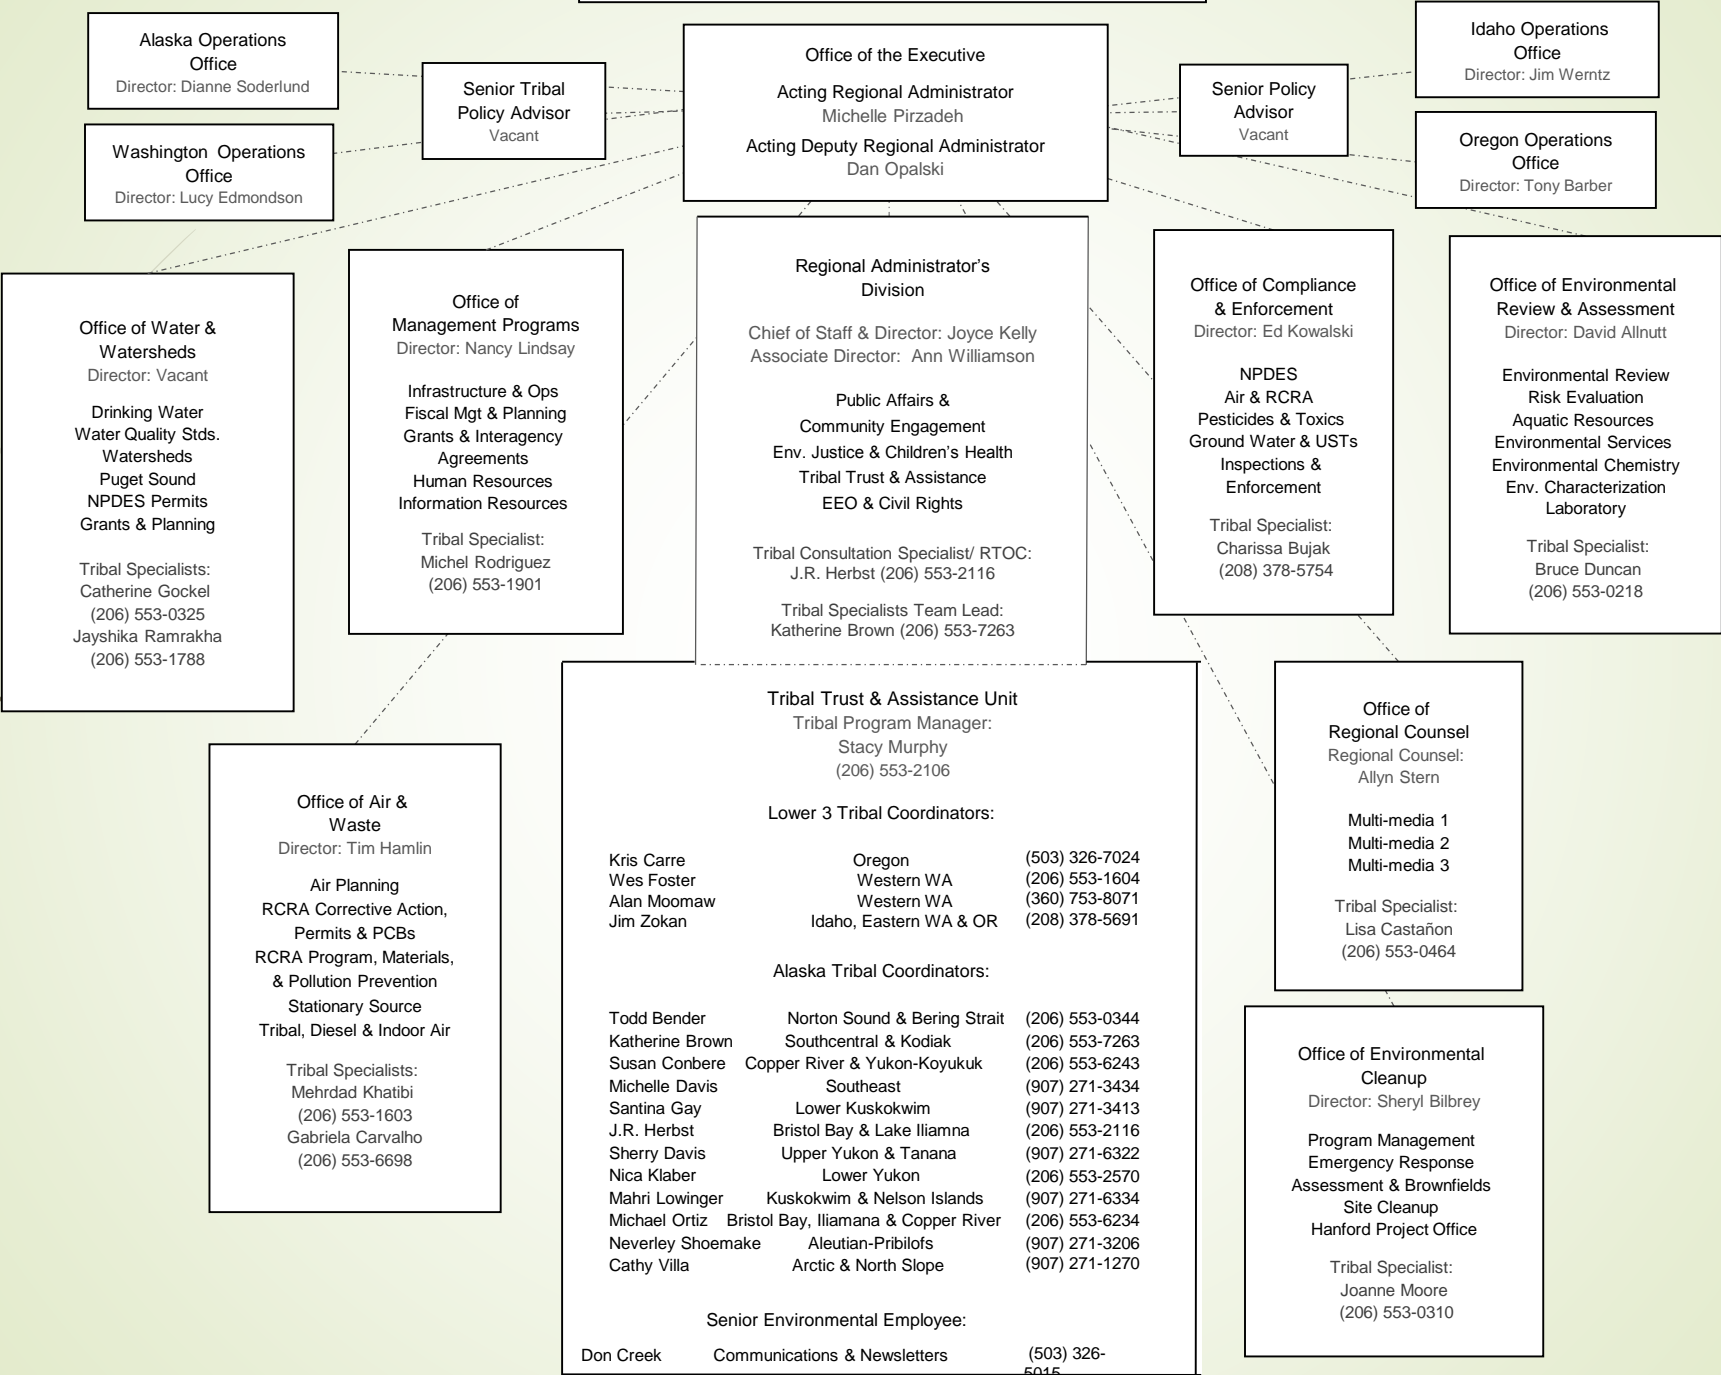 Alaska Operations
Office
Director: Dianne Soderlund
Washington Operations
Office
Director: Lucy Edmondson
Senior Tribal
Policy Advisor
Vacant
Office of the Executive
Acting Regional Administrator
Michelle Pirzadeh
Acting Deputy Regional Administrator
Dan Opalski
Senior Policy
Advisor
Vacant
Idaho Operations
Office
Director: Jim Werntz
Oregon Operations
Office
Director: Tony Barber
Office of Water &
Watersheds
Director: Vacant
Drinking Water
Water Quality Stds.
Watersheds
Puget Sound
NPDES Permits
Grants & Planning
Tribal Specialists:
Catherine Gockel
(206) 553-0325
Jayshika Ramrakha
(206) 553-1788
Office of
Management Programs
Director: Nancy Lindsay
Infrastructure & Ops
Fiscal Mgt & Planning
Grants & Interagency
Agreements
Human Resources
Information Resources
Tribal Specialist:
Michel Rodriguez
(206) 553-1901
Regional Administrator's
Division
Chief of Staff & Director: Joyce Kelly
Associate Director: Ann Williamson
Public Affairs &
Community Engagement
Env. Justice & Children's Health
Tribal Trust & Assistance
EEO & Civil Rights
Tribal Consultation Specialist/ RTOC:
J.R. Herbst (206) 553-2116
Tribal Specialists Team Lead:
Katherine Brown (206) 553-7263
Office of Compliance
& Enforcement
Director: Ed Kowalski
NPDES
Air & RCRA
Pesticides & Toxics
Ground Water & USTs
Inspections &
Enforcement
Tribal Specialist:
Charissa Bujak
(208) 378-5754
Office of Environmental
Review & Assessment
Director: David Allnutt
Environmental Review
Risk Evaluation
Aquatic Resources
Environmental Services
Environmental Chemistry
Env. Characterization
Laboratory
Tribal Specialist:
Bruce Duncan
(206) 553-0218
Office of Air &
Waste
Director: Tim Hamlin
Air Planning
RCRA Corrective Action,
Permits & PCBs
RCRA Program, Materials,
& Pollution Prevention
Stationary Source
Tribal, Diesel & Indoor Air
Tribal Specialists:
Mehrdad Khatibi
(206) 553-1603
Gabriela Carvalho
(206) 553-6698
Tribal Trust & Assistance Unit
Tribal Program Manager:
Stacy Murphy
(206) 553-2106
Lower 3 Tribal Coordinators:
Kris Carre Oregon (503) 326-7024
Wes Foster Western WA (206) 553-1604
Alan Moomaw Western WA (360) 753-8071
Jim Zokan Idaho, Eastern WA & OR (208) 378-5691
Alaska Tribal Coordinators:
Todd Bender Norton Sound & Bering Strait (206) 553-0344
Katherine Brown Southcentral & Kodiak (206) 553-7263
Susan Conbere Copper River & Yukon-Koyukuk (206) 553-6243
Michelle Davis Southeast (907) 271-3434
Santina Gay Lower Kuskokwim (907) 271-3413
J.R. Herbst Bristol Bay & Lake Iliamna (206) 553-2116
Sherry Davis Upper Yukon & Tanana (907) 271-6322
Nica Klaber Lower Yukon (206) 553-2570
Mahri Lowinger Kuskokwim & Nelson Islands (907) 271-6334
Michael Ortiz Bristol Bay, Iliamana & Copper River (206) 553-6234
Neverley Shoemake Aleutian-Pribilofs (907) 271-3206
Cathy Villa Arctic & North Slope (907) 271-1270
Senior Environmental Employee:
Don Creek Communications & Newsletters (503) 326-
5015
Office of
Regional Counsel
Regional Counsel:
Allyn Stern
Multi-media 1
Multi-media 2
Multi-media 3
Tribal Specialist:
Lisa Castañon
(206) 553-0464
Office of Environmental
Cleanup
Director: Sheryl Bilbrey
Program Management
Emergency Response
Assessment & Brownfields
Site Cleanup
Hanford Project Office
Tribal Specialist:
Joanne Moore
(206) 553-0310